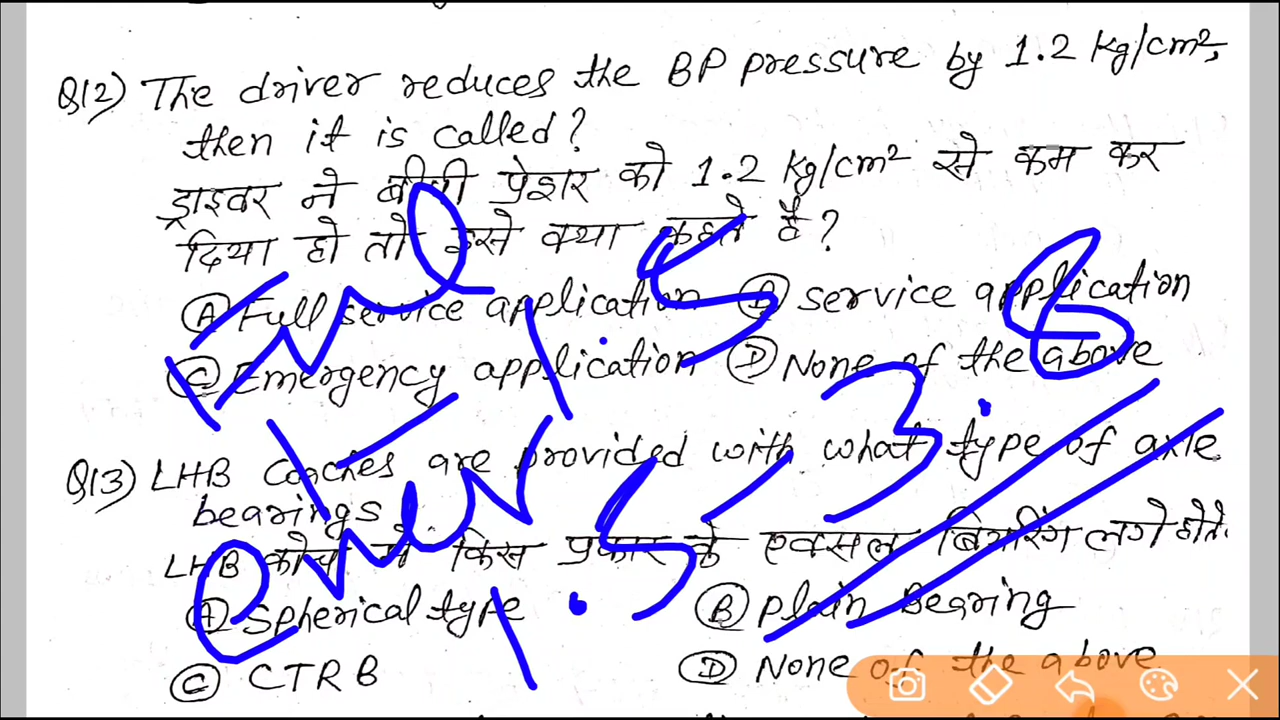 Q12) The driver reduces the BP pressure by 1.2 Kg/cm²,
then it is called?
ड्राइवर ने बीपी प्रेशर को 1.2 Kg/cm² से कम कर
दिया हो तो इसे क्या कहते है?
(A) Full service application (B) service application
(C) Emergency application (D) None of the above
Q13) LHB Coaches are provided with what type of axle
bearings
LHB कोचो में किस प्रकार के एक्सल बियरिंग लगे होते
(A) Spherical type (B) Plain Bearing
(C) CTRB (D) None of the above